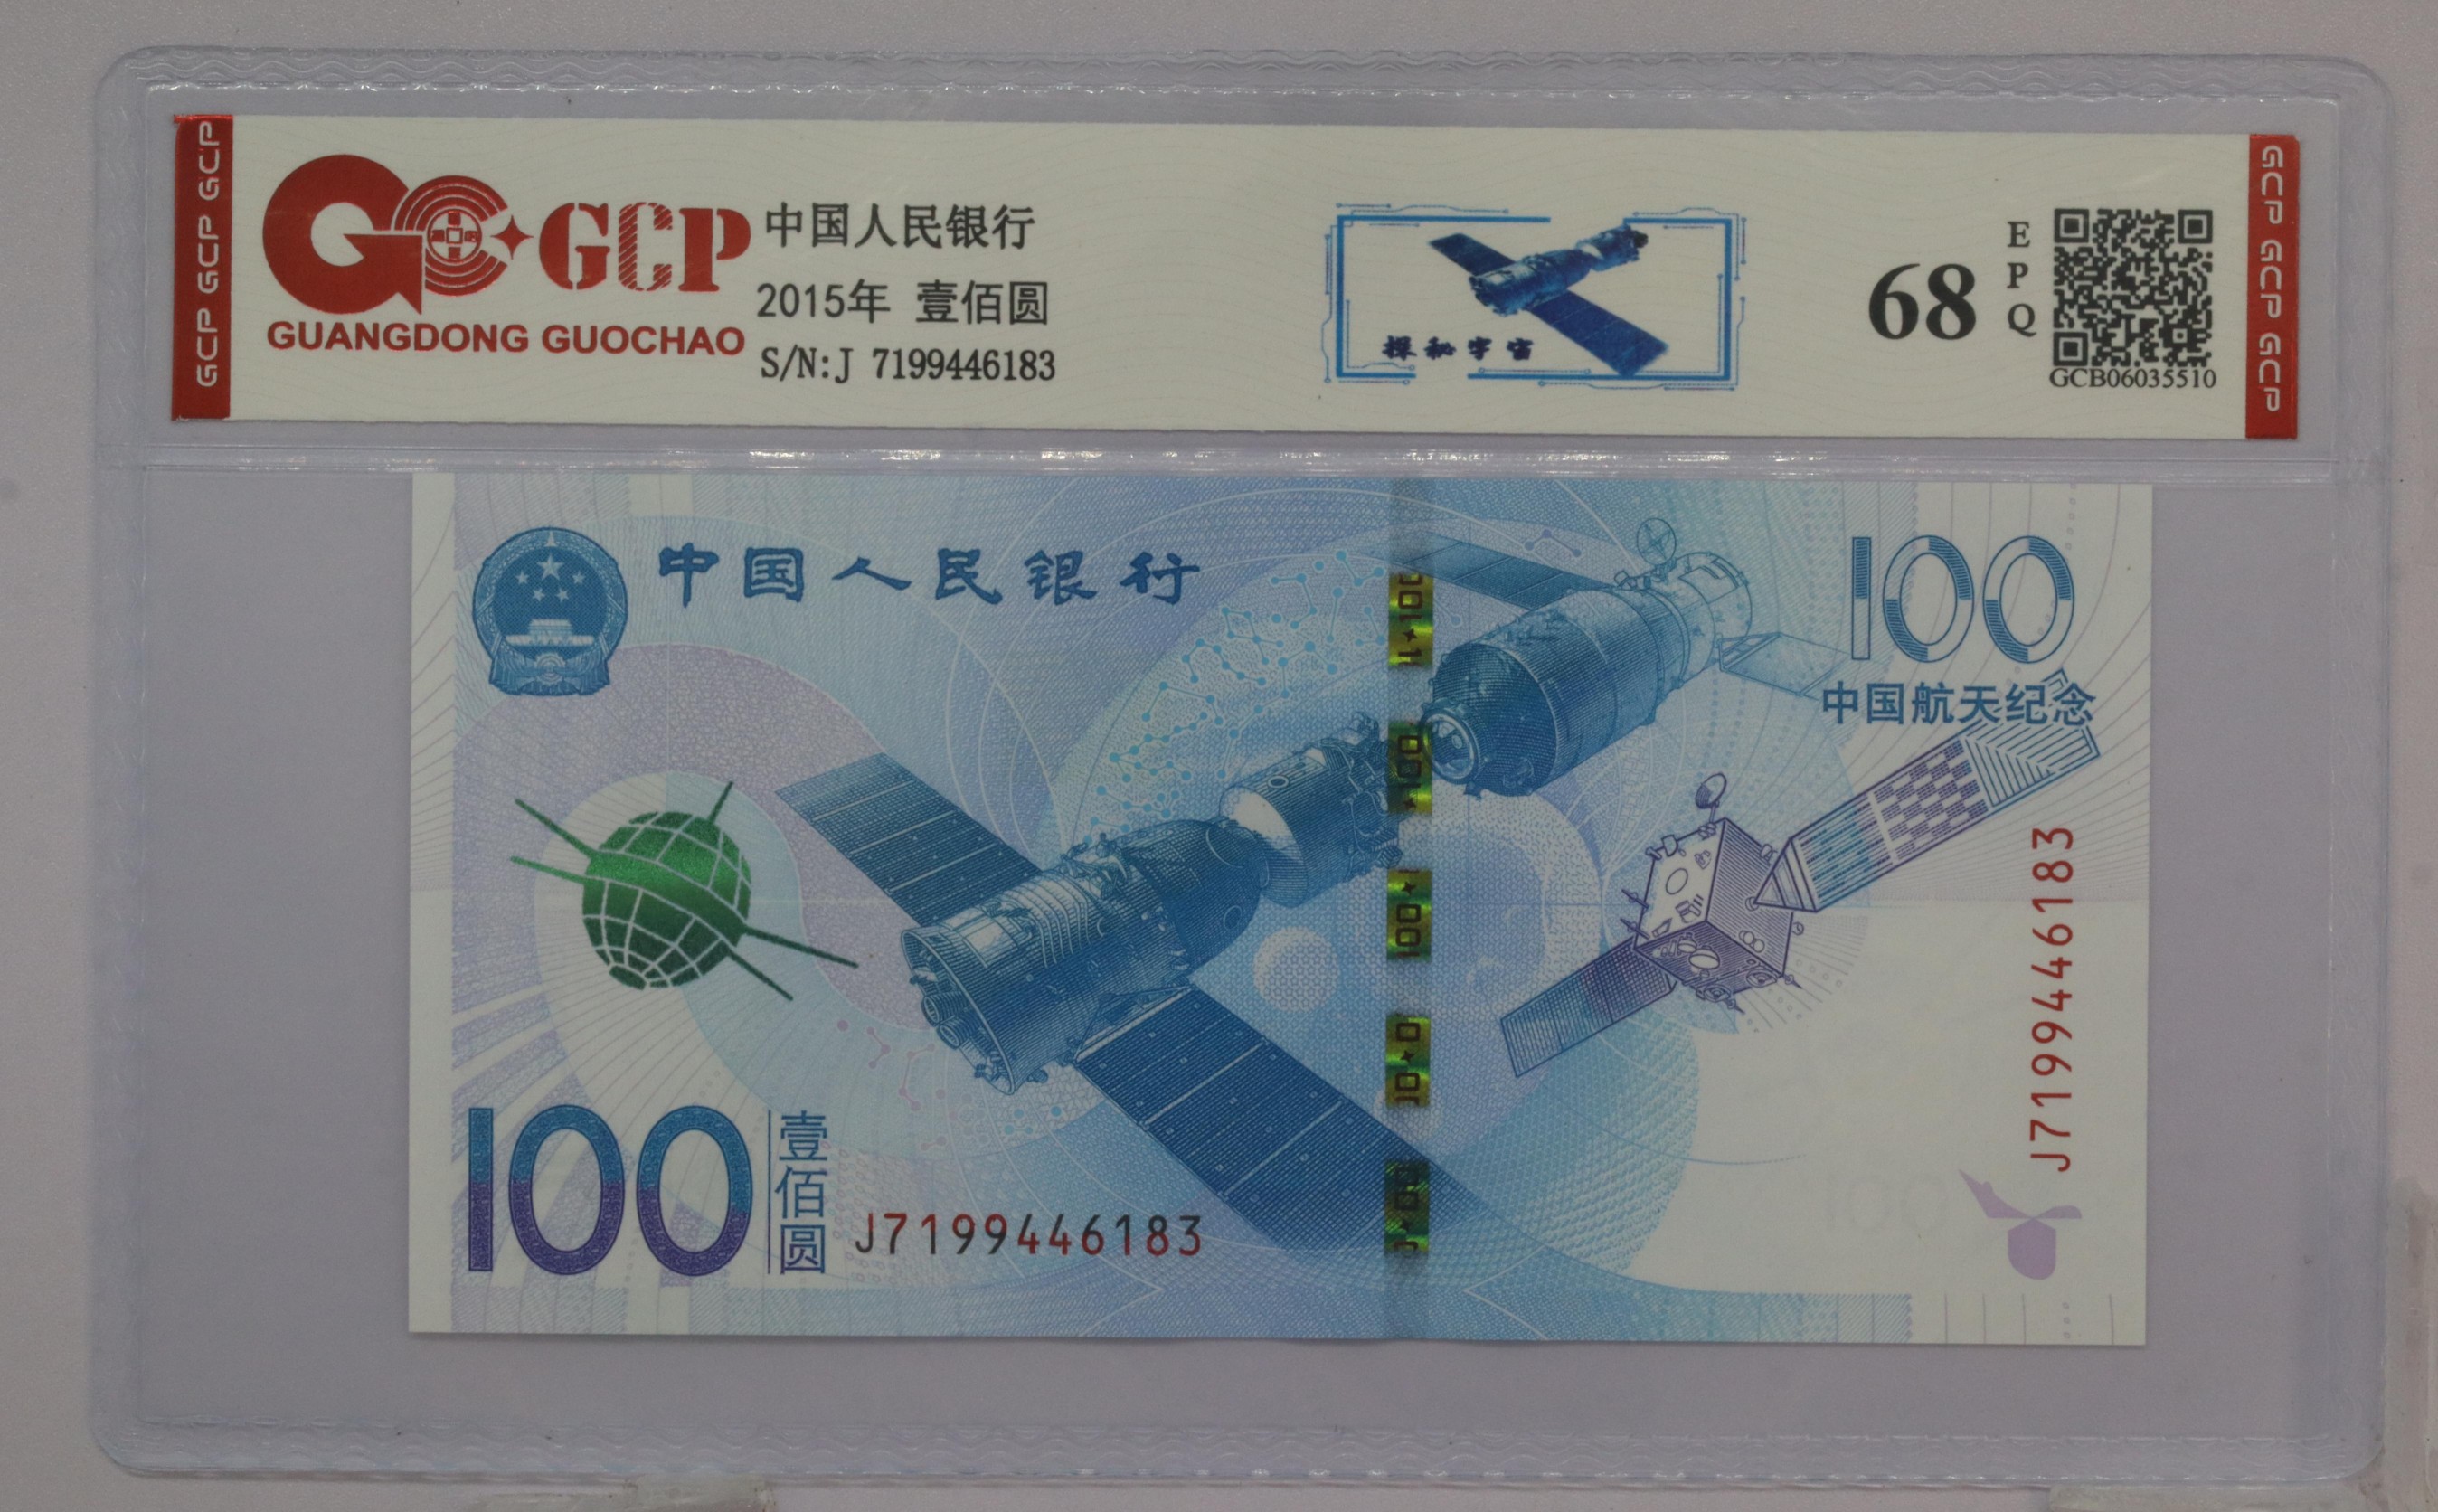 GCP GCP GCP
GCP
GUANGDONG GUOCHAO
中国人民银行
2015年 壹佰圆
S/N:J 7199446183
探秘宇宙
68
EPQ
GCB06035510
GCP GCP GCP
中国人民银行
100
中国航天纪念
J7199446183
100
壹佰圆
J7199446183
100